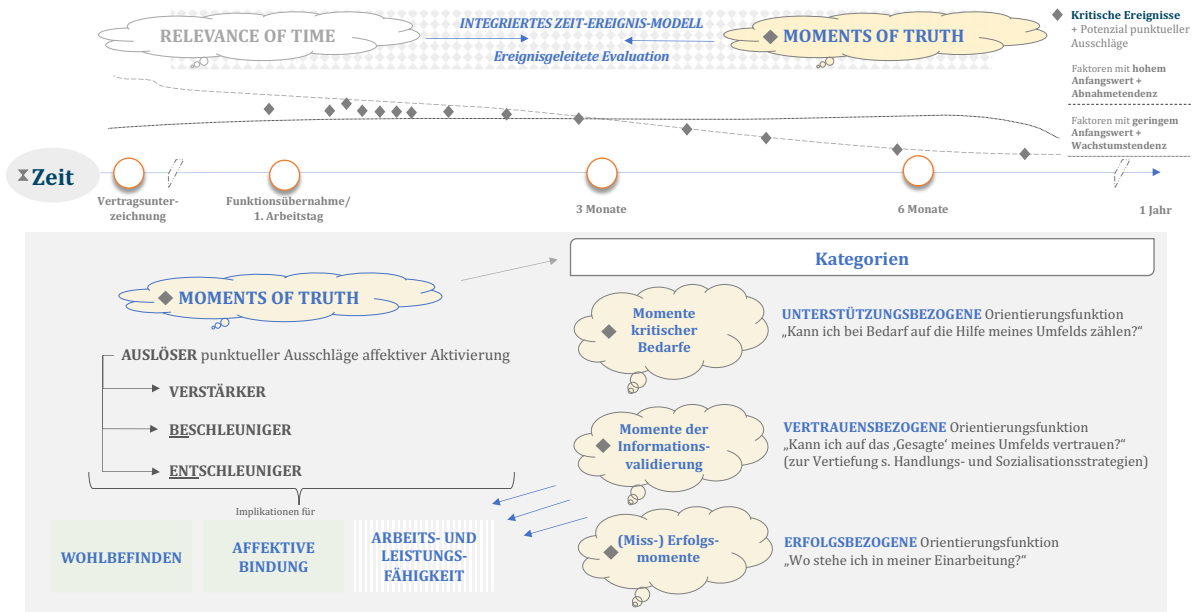 RELEVANCE OF TIME
INTEGRIERTES ZEIT-EREIGNIS-MODELL
Ereignisgeleitete Evaluation
MOMENTS OF TRUTH
Kritische Ereignisse
+ Potenzial punktueller
Ausschläge
Faktoren mit hohem
Anfangswert +
Abnahmetendenz
Faktoren mit geringem
Anfangswert +
Wachstumstendenz
Zeit
Vertragsunter-
zeichnung
Funktionsübernahme/
1. Arbeitstag
3 Monate
6 Monate
1 Jahr
MOMENTS OF TRUTH
AUSLÖSER punktueller Ausschläge affektiver Aktivierung
VERSTÄRKER
BESCHLEUNIGER
ENTSCHLEUNIGER
Implikationen für
WOHLBEFINDEN
AFFEKTIVE
BINDUNG
ARBEITS- UND
LEISTUNGS-
FÄHIGKEIT
Kategorien
Momente
kritischer
Bedarfe
UNTERSTÜTZUNGSBEZOGENE Orientierungsfunktion
„Kann ich bei Bedarf auf die Hilfe meines Umfelds zählen?“
Momente der
Informations-
validierung
VERTRAUENSBEZOGENE Orientierungsfunktion
„Kann ich auf das ‚Gesagte‘ meines Umfelds vertrauen?“
(zur Vertiefung s. Handlungs- und Sozialisationsstrategien)
(Miss-) Erfolgs-
momente
ERFOLGSBEZOGENE Orientierungsfunktion
„Wo stehe ich in meiner Einarbeitung?“